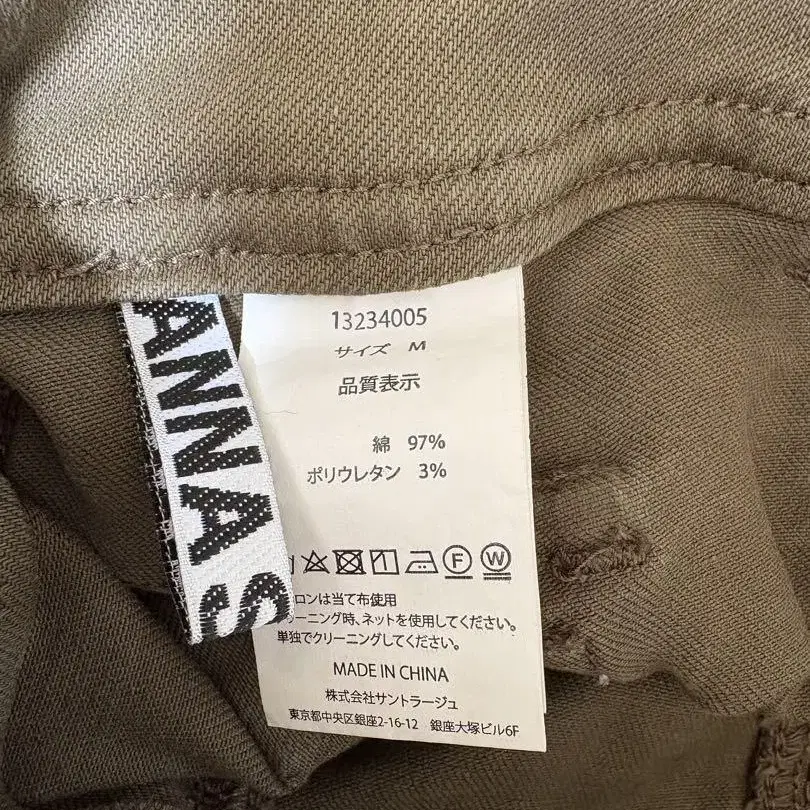 ANNA S
13234005
サイズ M
品質表示
綿 97%
ポリウレタン 3%
F W
ロンは当て布使用
ーニング時、ネットを使用してください。
単独でクリーニングしてください。
MADE IN CHINA
株式会社サントラージュ
東京都中央区銀座2-16-12 銀座大塚ビル6F